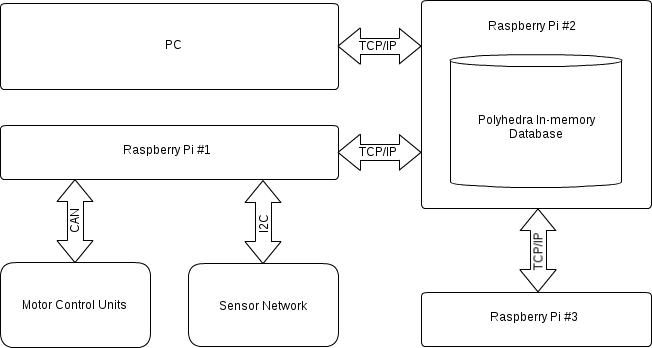 PC
TCP/IP
Raspberry Pi #2
Polyhedra In-memory
Database
Raspberry Pi #1
TCP/IP
CAN
I2C
TCP/IP
Motor Control Units
Sensor Network
Raspberry Pi #3